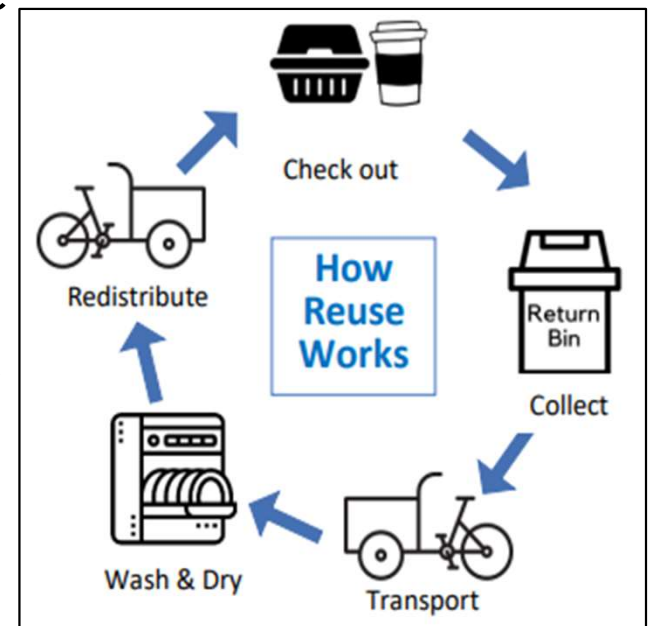 Check out
Redistribute
How
Reuse
Works
Return
Bin
Collect
Wash & Dry
Transport